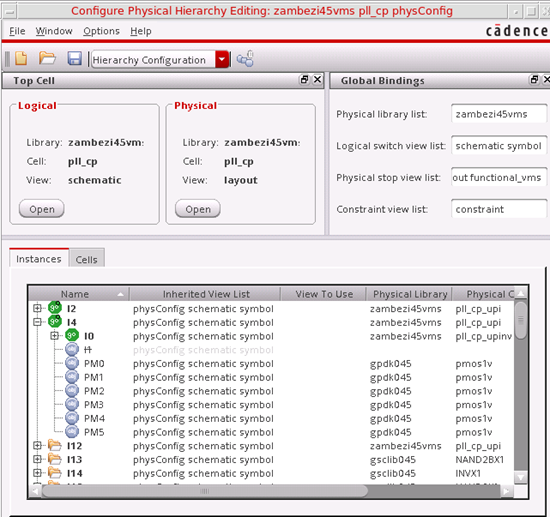 Configure Physical Hierarchy Editing: zambezi45vms pll_cp physConfig
File Window Options Help cādence
Hierarchy Configuration
Top Cell
Logical
Library: zambezi45vm
Cell: pll_cp
View: schematic
Open
Physical
Library: zambezi45vm
Cell: pll_cp
View: layout
Open
Global Bindings
Physical library list: zambezi45vms
Logical switch view list: schematic symbol
Physical stop view list: out functional_vms
Constraint view list: constraint
Instances Cells
Name Inherited View List View To Use Physical Library Physical C
I2 physConfig schematic symbol zambezi45vms pll_cp_upi
I4 physConfig schematic symbol zambezi45vms pll_cp_upi
I0 physConfig schematic symbol zambezi45vms pll_cp_upinv
physConfig schematic symbol
PM0 physConfig schematic symbol gpdk045 pmos1v
PM1 physConfig schematic symbol gpdk045 pmos1v
PM2 physConfig schematic symbol gpdk045 pmos1v
PM3 physConfig schematic symbol gpdk045 pmos1v
PM4 physConfig schematic symbol gpdk045 pmos1v
PM5 physConfig schematic symbol gpdk045 pmos1v
I12 physConfig schematic symbol zambezi45vms pll_cp_upi
I13 physConfig schematic symbol gsclib045 NAND2BX1
I14 physConfig schematic symbol gsclib045 INVX1